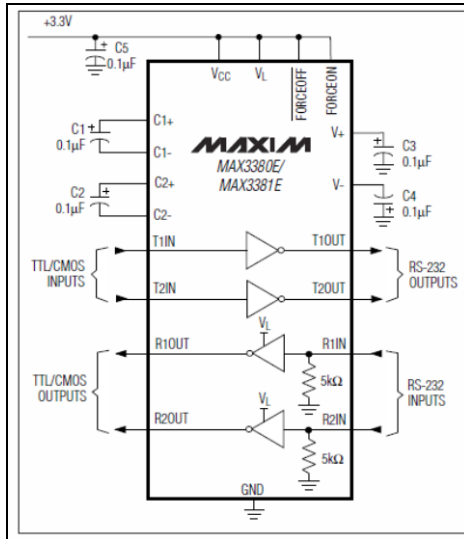 +3.3V
C5
0.1µF
VCC
VL
FORCEOFF
FORCEON
C1+
C1
0.1µF
C1-
C2+
C2
0.1µF
C2-
MAXIM
MAX3380E/
MAX3381E
V+
C3
0.1µF
V-
C4
0.1µF
TTL/CMOS
INPUTS
T1IN
T1OUT
T2IN
T2OUT
RS-232
OUTPUTS
TTL/CMOS
OUTPUTS
R1OUT
VL
R1IN
5kΩ
R2OUT
VL
R2IN
5kΩ
RS-232
INPUTS
GND